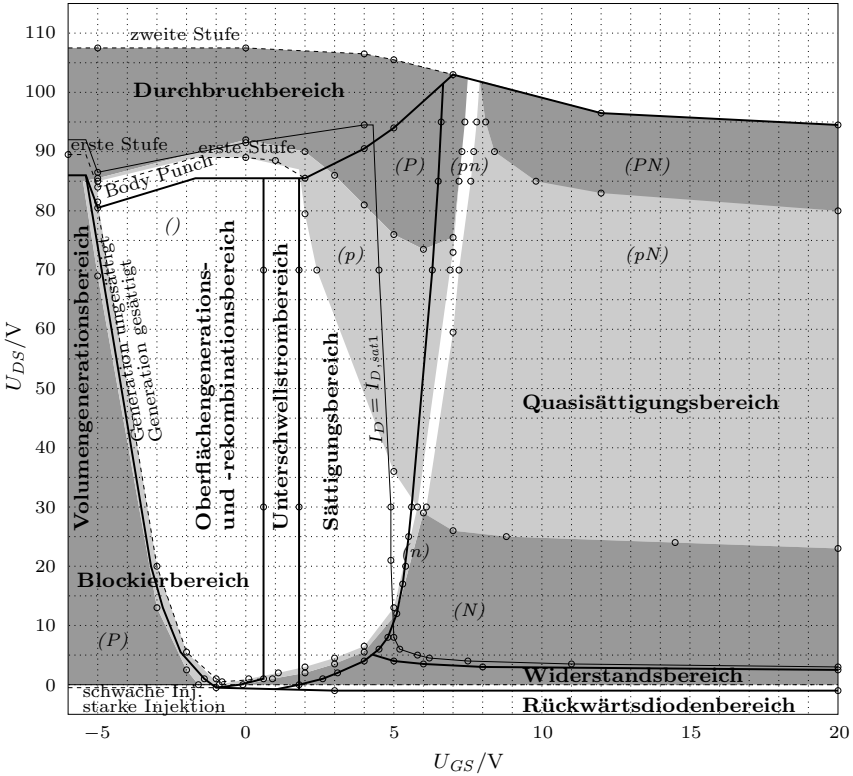 110
100
90
80
70
60
50
40
30
20
10
0
U_DS/V
zweite Stufe
Durchbruchbereich
erste Stufe
erste Stufe
Body Punch
(P)
(pn)
(PN)
()
(p)
(pN)
Volumengenerationsbereich
Generation ungesättigt
Generation gesättigt
Oberflächengenerations-
und -rekombinationsbereich
Unterschwellstrombereich
Sättigungsbereich
I_D = I_D,sat1
Quasisättigungsbereich
(n)
Blockierbereich
(P)
(N)
Widerstandsbereich
schwache Inj.
starke Injektion
Rückwärtsdiodenbereich
−5
0
5
10
15
20
U_GS/V